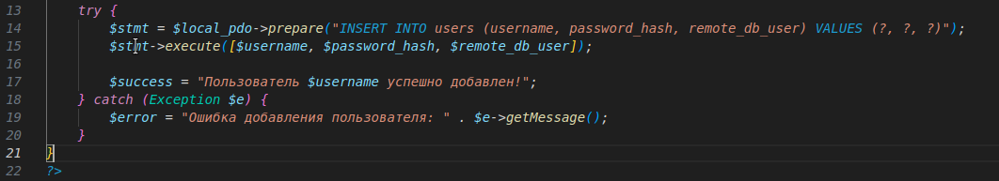 13 try {
14 $stmt = $local_pdo->prepare("INSERT INTO users (username, password_hash, remote_db_user) VALUES (?, ?, ?)");
15 $stmt->execute([$username, $password_hash, $remote_db_user]);
16
17 $success = "Пользователь $username успешно добавлен!";
18 } catch (Exception $e) {
19 $error = "Ошибка добавления пользователя: " . $e->getMessage();
20 }
21 }
22 ?>